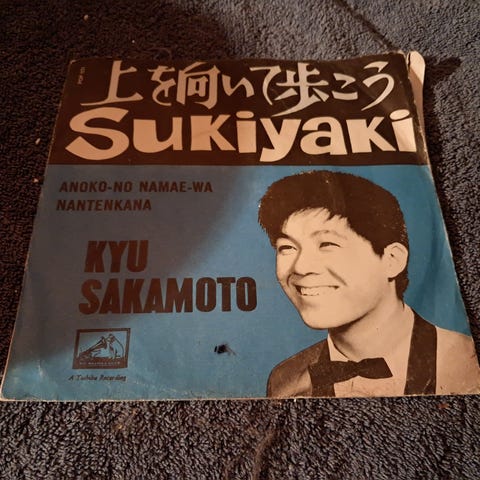 上を向いて歩こう
Sukiyaki
ANOKO-NO NAMAE-WA
NANTENKANA
KYU
SAKAMOTO
A Toshiba Recording